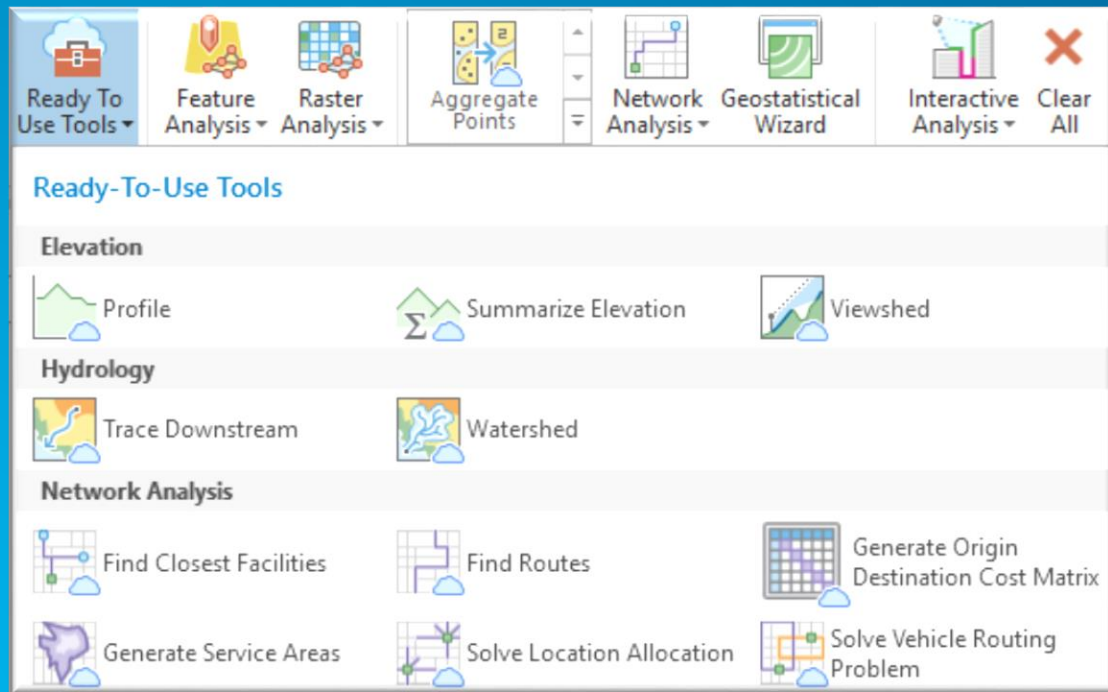 Ready To
Use Tools
Feature
Analysis
Raster
Analysis
Aggregate
Points
Network
Analysis
Geostatistical
Wizard
Interactive
Analysis
Clear
All
Ready-To-Use Tools
Elevation
Profile
Summarize Elevation
Viewshed
Hydrology
Trace Downstream
Watershed
Network Analysis
Find Closest Facilities
Find Routes
Generate Origin
Destination Cost Matrix
Generate Service Areas
Solve Location Allocation
Solve Vehicle Routing
Problem